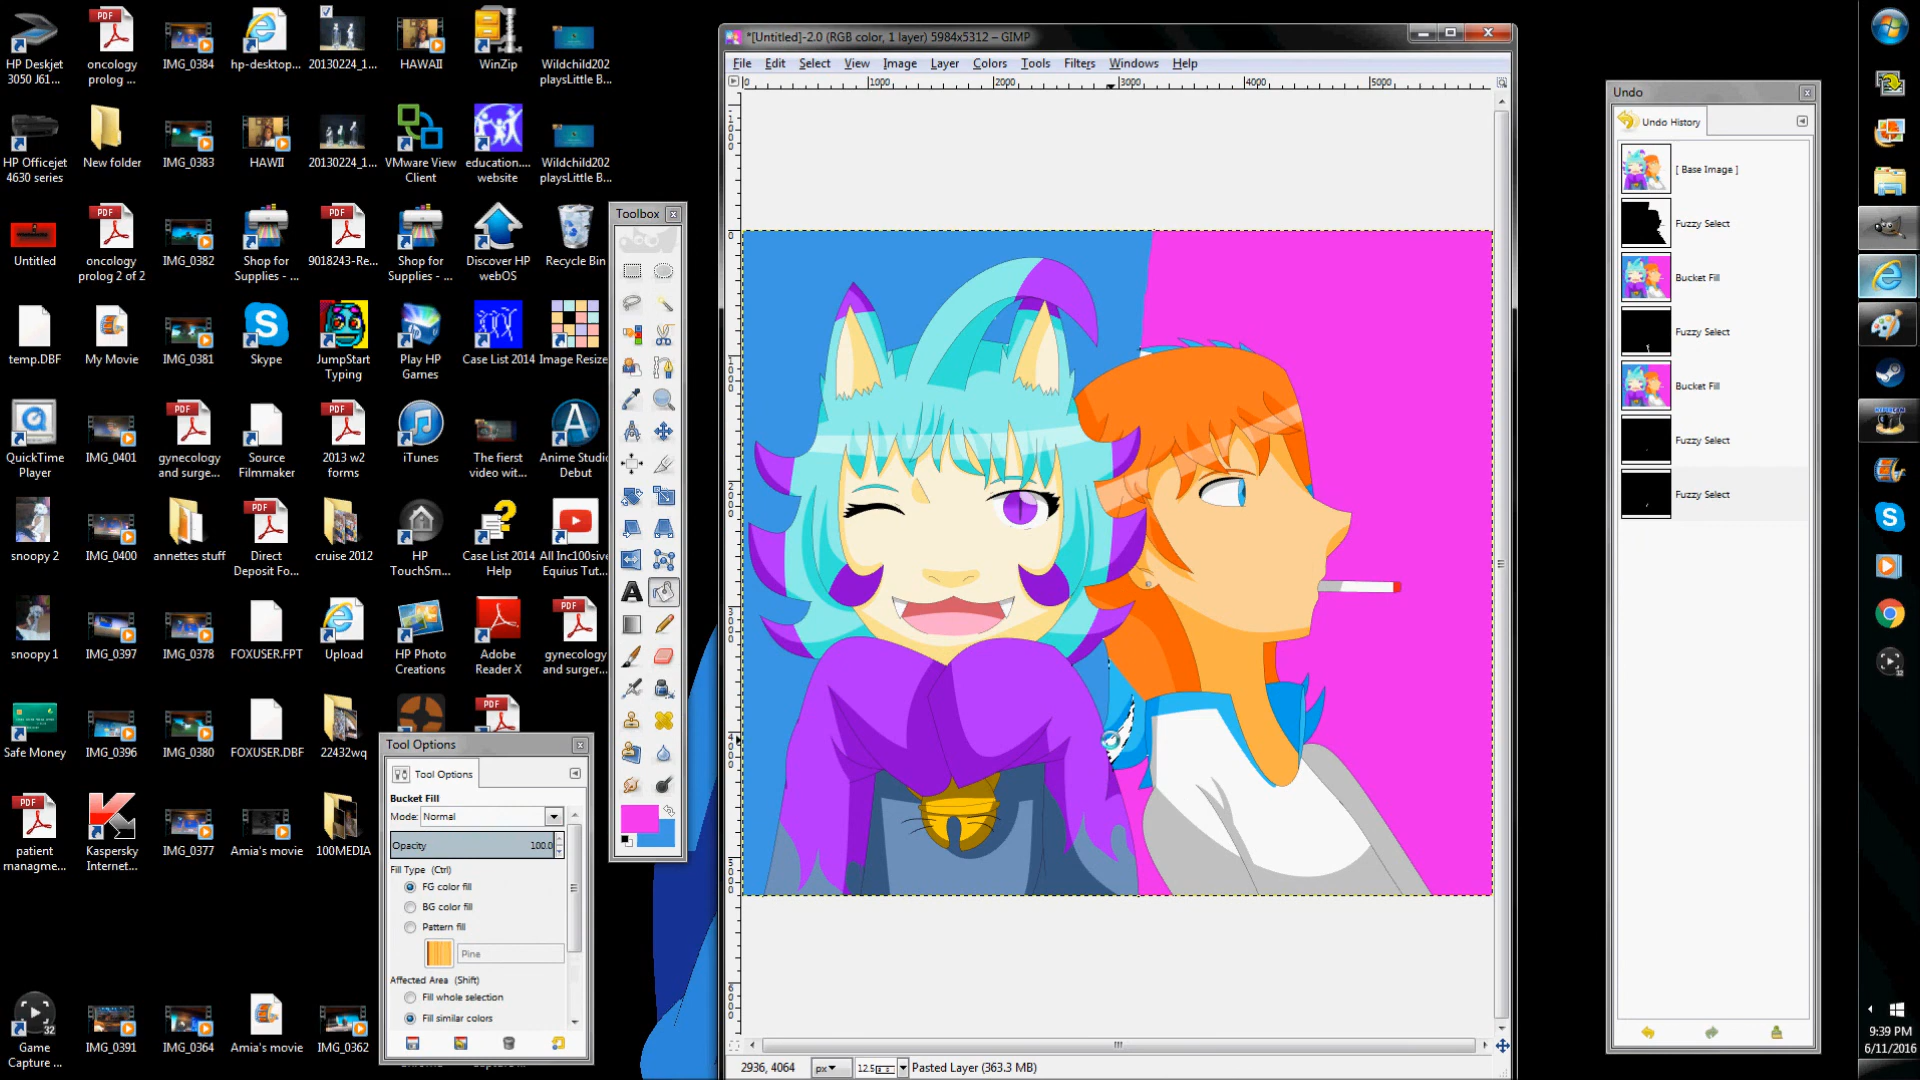 HP Deskjet
3050 J61...
oncology
prolog ...
IMG_0384
hp-desktop...
20130224_1...
HAWAII
WinZip
Wildchild202
playsLittle B...
HP Officejet
4630 series
New folder
IMG_0383
HAWII
20130224_1...
VMware View
Client
education....
website
Wildchild202
playsLittle B...
Untitled
oncology
prolog 2 of 2
IMG_0382
Shop for
Supplies - ...
9018243-Re...
Shop for
Supplies - ...
Discover HP
webOS
Recycle Bin
temp.DBF
My Movie
IMG_0381
Skype
JumpStart
Typing
Play HP
Games
Case List 2014
Image Resize
QuickTime
Player
IMG_0401
gynecology
and surge...
Source
Filmmaker
2013 w2
forms
iTunes
The fierst
video wit...
Anime Studio
Debut
snoopy 2
IMG_0400
annettes stuff
Direct
Deposit Fo...
cruise 2012
HP
TouchSm...
Case List 2014
Help
All Inc100sive
Equius Tut...
snoopy 1
IMG_0397
IMG_0378
FOXUSER.FPT
Upload
HP Photo
Creations
Adobe
Reader X
gynecology
and surger...
Safe Money
IMG_0396
IMG_0380
FOXUSER.DBF
22432wq
patient
managme...
Kaspersky
Internet...
IMG_0377
Amia's movie
100MEDIA
32
Game
Capture ...
IMG_0391
IMG_0364
Amia's movie
IMG_0362
Toolbox
Tool Options
Tool Options
Bucket Fill
Mode: Normal
Opacity 100.0
Fill Type (Ctrl)
FG color fill
BG color fill
Pattern fill
Pine
Affected Area (Shift)
Fill whole selection
Fill similar colors
*[Untitled]-2.0 (RGB color, 1 layer) 5984x5312 – GIMP
File Edit Select View Image Layer Colors Tools Filters Windows Help
0 1000 2000 3000 4000 5000
2936, 4064 px 12.5 Pasted Layer (363.3 MB)
Undo
Undo History
[ Base Image ]
Fuzzy Select
Bucket Fill
Fuzzy Select
Bucket Fill
Fuzzy Select
Fuzzy Select
9:39 PM
6/11/2016